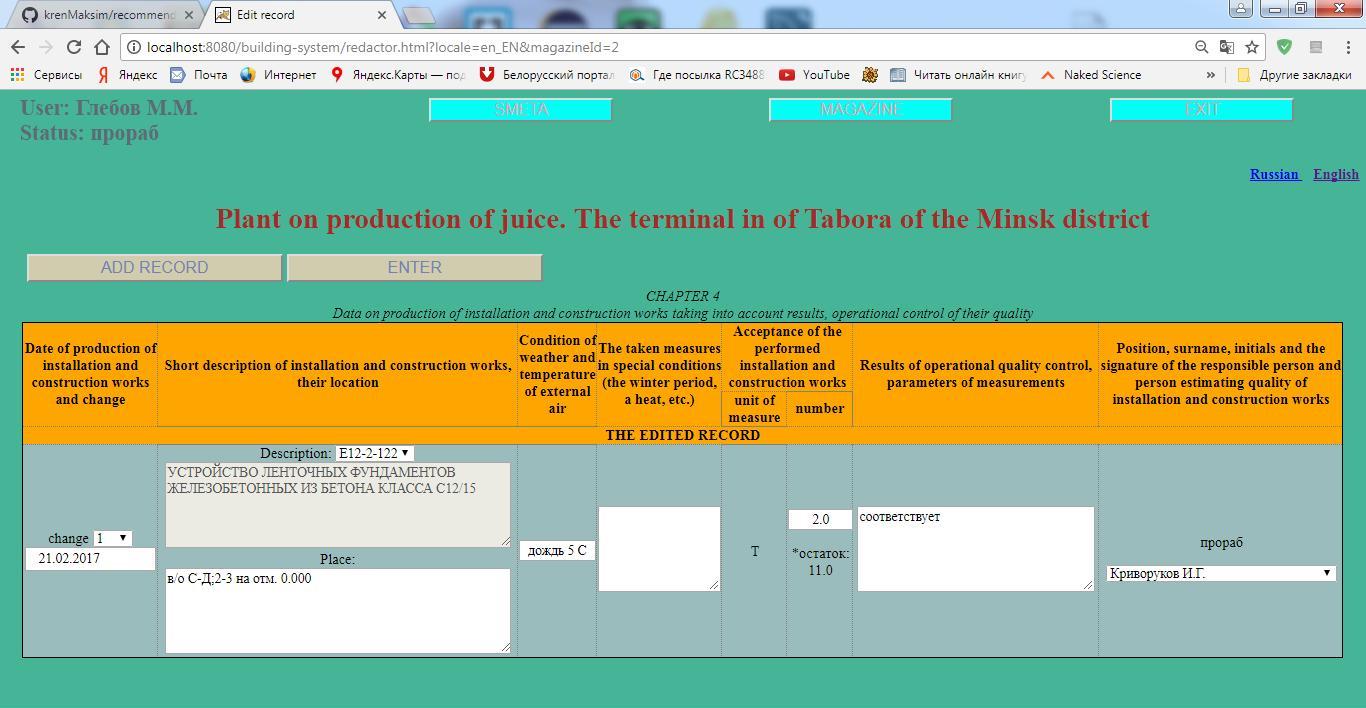 krenMaksim/recommend
Edit record
localhost:8080/building-system/redactor.html?locale=en_EN&magazineId=2
Сервисы
Яндекс
Почта
Интернет
Яндекс.Карты — под
Белорусский портал
Где посылка RC3488
YouTube
Читать онлайн книгу
Naked Science
»
Другие закладки
User: Глебов М.М.
SMETA
MAGAZINE
EXIT
Status: прораб
Russian English
Plant on production of juice. The terminal in of Tabora of the Minsk district
ADD RECORD
ENTER
CHAPTER 4
Data on production of installation and construction works taking into account results, operational control of their quality
Date of production of
installation and
construction works
and change
Short description of installation and construction works,
their location
Condition of
weather and
temperature
of external
air
The taken measures
in special conditions
(the winter period,
a heat, etc.)
Acceptance of the
performed
installation and
construction works
unit of
measure
number
Results of operational quality control,
parameters of measurements
Position, surname, initials and the
signature of the responsible person and
person estimating quality of
installation and construction works
THE EDITED RECORD
change 1
21.02.2017
Description: E12-2-122
УСТРОЙСТВО ЛЕНТОЧНЫХ ФУНДАМЕНТОВ
ЖЕЛЕЗОБЕТОННЫХ ИЗ БЕТОНА КЛАССА С12/15
Place:
в/о С-Д;2-3 на отм. 0.000
дождь 5 С
Т
2.0
*остаток:
11.0
соответствует
прораб
Криворуков И.Г.